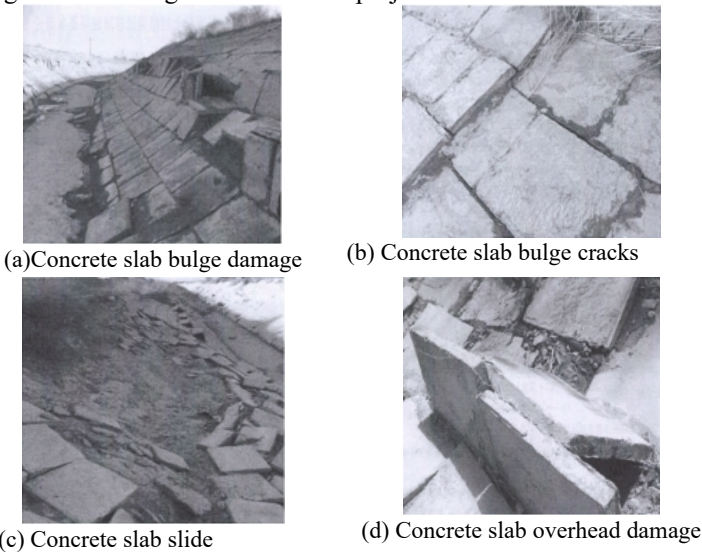 (a)Concrete slab bulge damage
(b) Concrete slab bulge cracks
(c) Concrete slab slide
(d) Concrete slab overhead damage